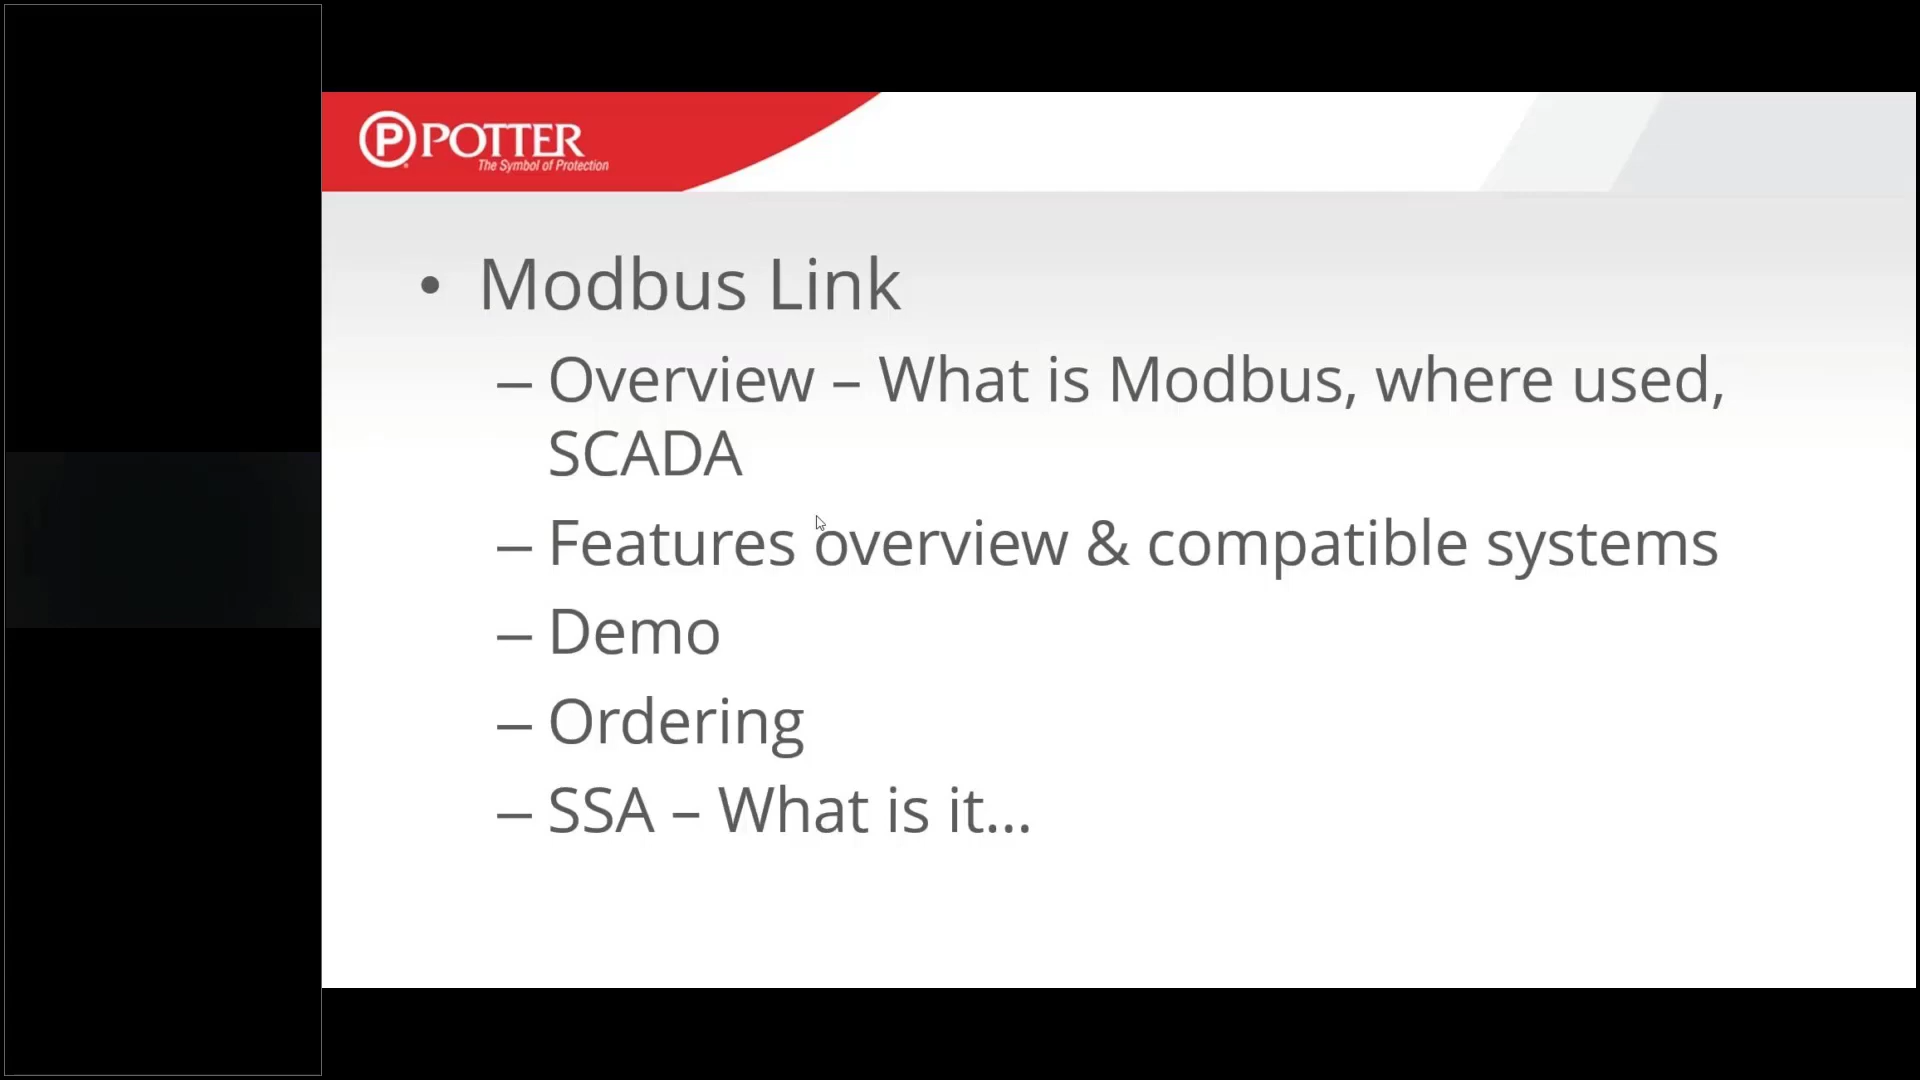 POTTER
The Symbol of Protection
• Modbus Link
– Overview – What is Modbus, where used,
SCADA
– Features overview & compatible systems
– Demo
– Ordering
– SSA – What is it...